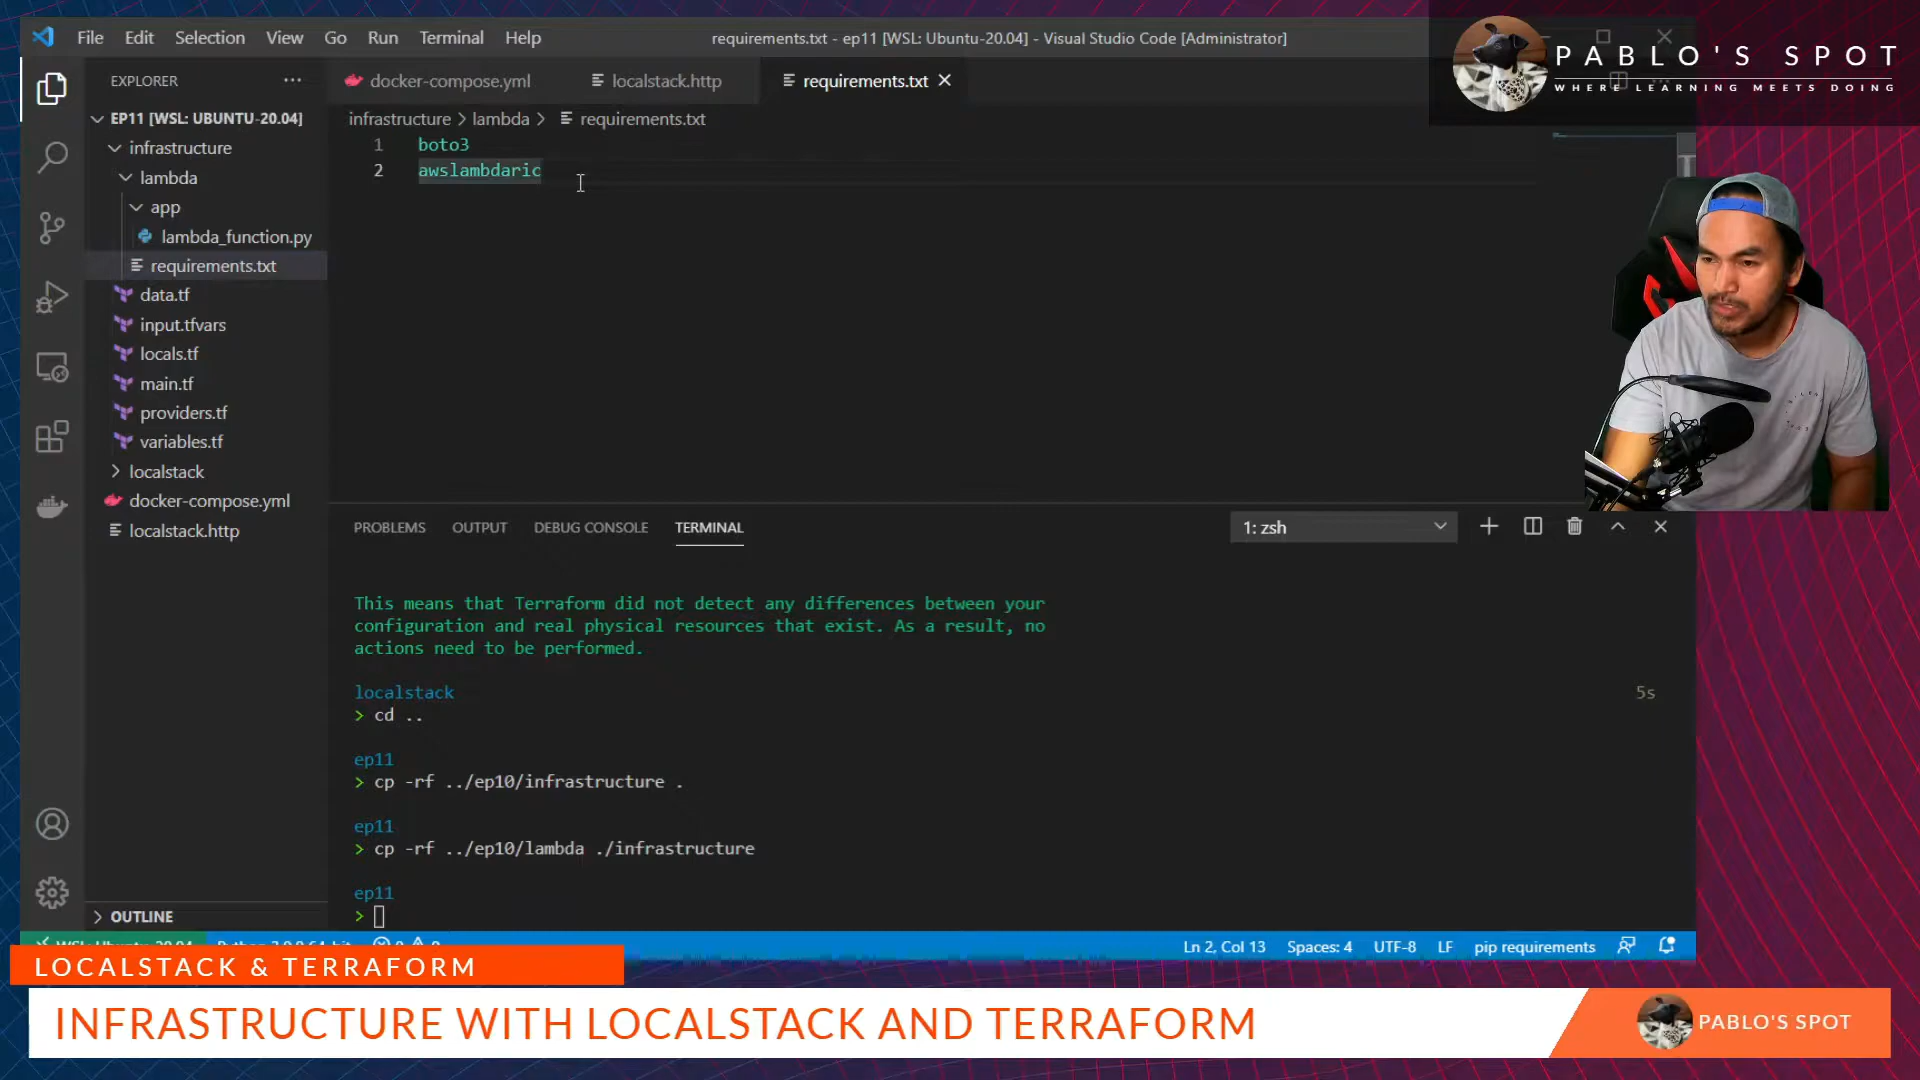 File Edit Selection View Go Run Terminal Help
requirements.txt - ep11 [WSL: Ubuntu-20.04] - Visual Studio Code [Administrator]
PABLO'S SPOT
WHERE LEARNING MEETS DOING
EXPLORER
docker-compose.yml
localstack.http
requirements.txt
EP11 [WSL: UBUNTU-20.04]
infrastructure
lambda
app
lambda_function.py
requirements.txt
data.tf
input.tfvars
locals.tf
main.tf
providers.tf
variables.tf
localstack
docker-compose.yml
localstack.http
OUTLINE
infrastructure > lambda > requirements.txt
1 boto3
2 awslambdaric
PROBLEMS OUTPUT DEBUG CONSOLE TERMINAL
1: zsh
This means that Terraform did not detect any differences between your
configuration and real physical resources that exist. As a result, no
actions need to be performed.
localstack
5s
> cd ..
ep11
> cp -rf ../ep10/infrastructure .
ep11
> cp -rf ../ep10/lambda ./infrastructure
ep11
>
Ln 2, Col 13 Spaces: 4 UTF-8 LF pip requirements
LOCALSTACK & TERRAFORM
INFRASTRUCTURE WITH LOCALSTACK AND TERRAFORM
PABLO'S SPOT